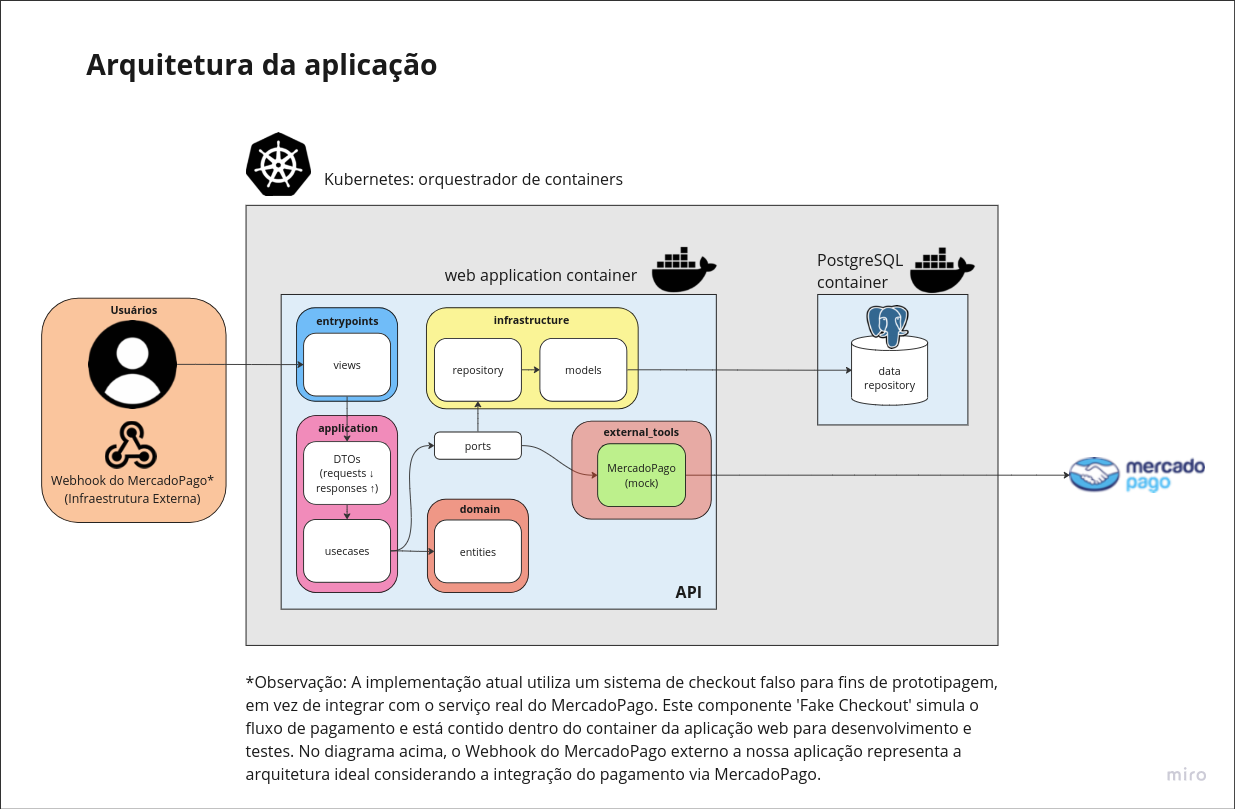 Arquitetura da aplicação
Kubernetes: orquestrador de containers
web application container
PostgreSQL
container
Usuários
Webhook do MercadoPago*
(Infraestrutura Externa)
entrypoints
views
infrastructure
repository
models
data
repository
application
DTOs
(requests ↓
responses ↑)
usecases
ports
external_tools
MercadoPago
(mock)
domain
entities
API
mercado
pago
*Observação: A implementação atual utiliza um sistema de checkout falso para fins de prototipagem,
em vez de integrar com o serviço real do MercadoPago. Este componente 'Fake Checkout' simula o
fluxo de pagamento e está contido dentro do container da aplicação web para desenvolvimento e
testes. No diagrama acima, o Webhook do MercadoPago externo a nossa aplicação representa a
arquitetura ideal considerando a integração do pagamento via MercadoPago.
miro